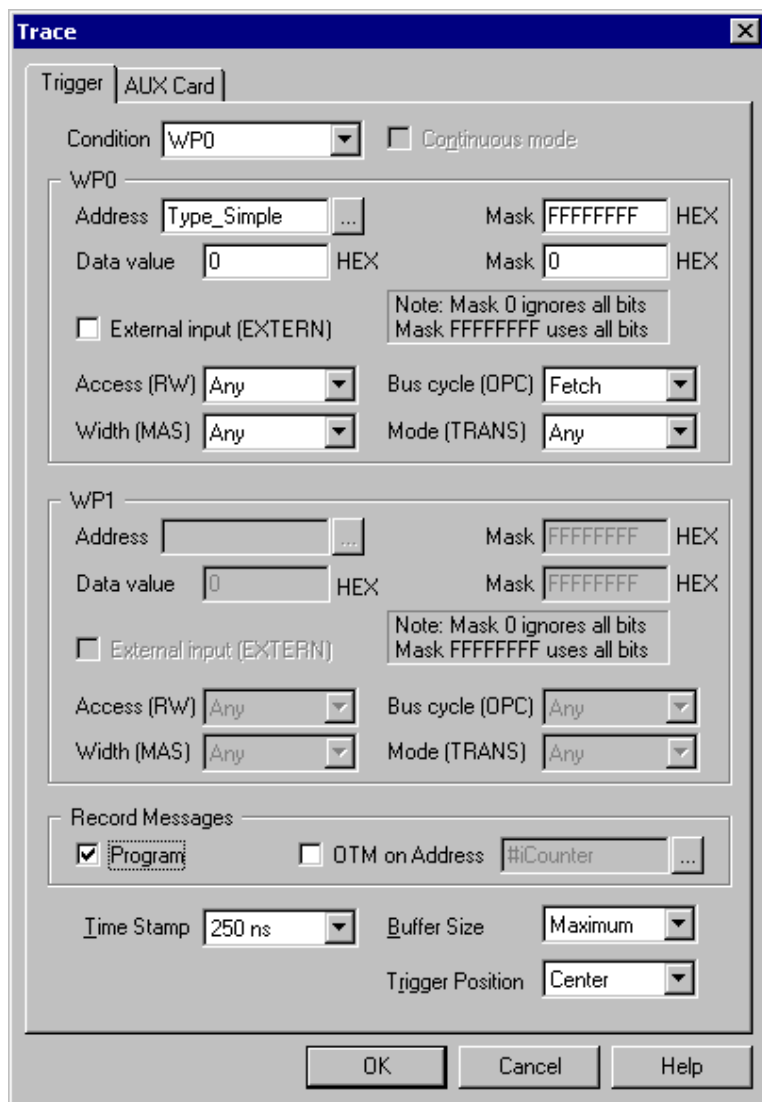 Trace
Trigger AUX Card
Condition WP0 Continuous mode
WP0
Address Type_Simple ... Mask FFFFFFFF HEX
Data value 0 HEX Mask 0 HEX
Note: Mask 0 ignores all bits
External input (EXTERN) Mask FFFFFFFF uses all bits
Access (RW) Any Bus cycle (OPC) Fetch
Width (MAS) Any Mode (TRANS) Any
WP1
Address ... Mask FFFFFFFF HEX
Data value 0 HEX Mask FFFFFFFF HEX
Note: Mask 0 ignores all bits
External input (EXTERN) Mask FFFFFFFF uses all bits
Access (RW) Any Bus cycle (OPC) Any
Width (MAS) Any Mode (TRANS) Any
Record Messages
Program OTM on Address #iCounter ...
Time Stamp 250 ns Buffer Size Maximum
Trigger Position Center
OK Cancel Help